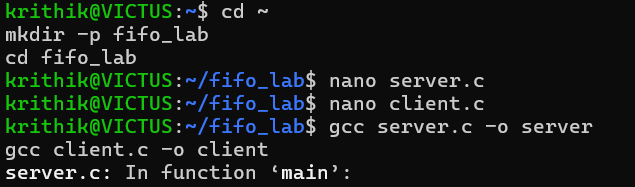 krithik@VICTUS:~$ cd ~
mkdir -p fifo_lab
cd fifo_lab
krithik@VICTUS:~/fifo_lab$ nano server.c
krithik@VICTUS:~/fifo_lab$ nano client.c
krithik@VICTUS:~/fifo_lab$ gcc server.c -o server
gcc client.c -o client
server.c: In function ‘main’: